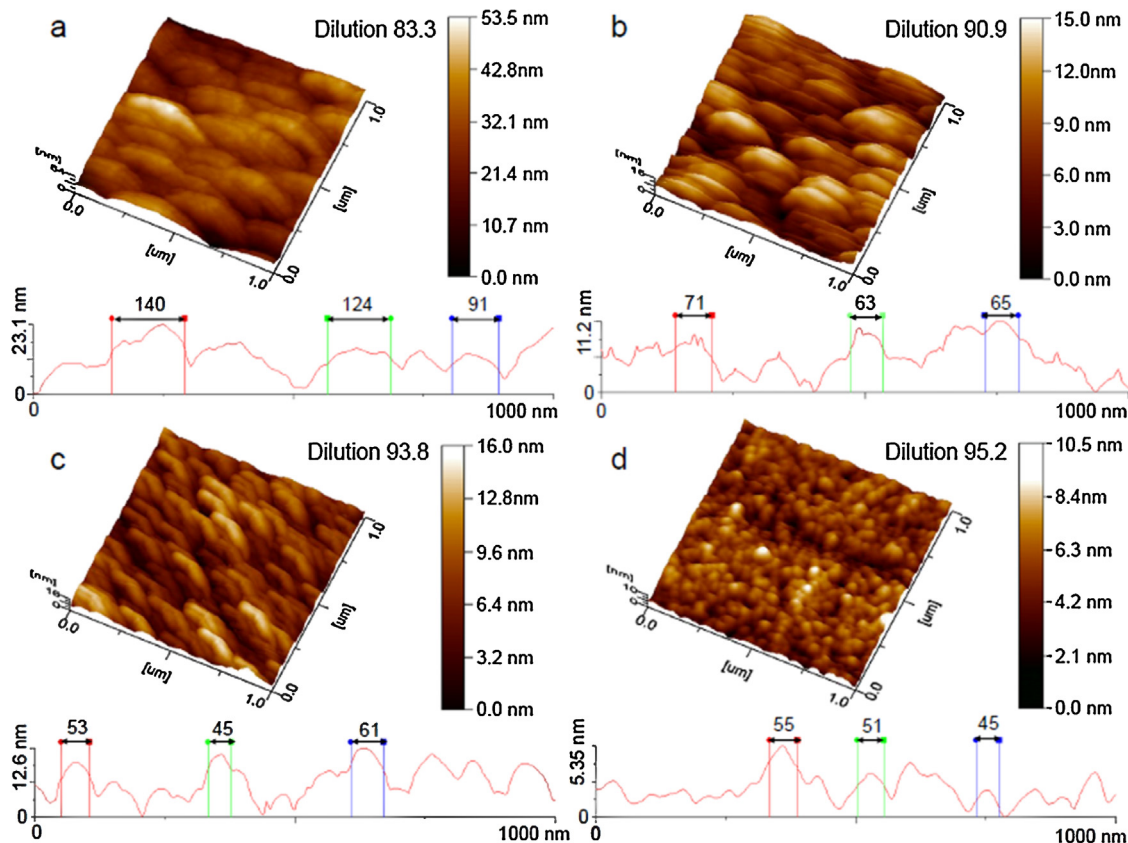 a
Dilution 83.3
53.5 nm
42.8nm
32.1 nm
21.4 nm
10.7 nm
0.0 nm
0.0
[um]
1.0
0.0
[um]
1.0
140
124
91
23.1 nm
0
0
1000 nm
b
Dilution 90.9
15.0 nm
12.0nm
9.0 nm
6.0 nm
3.0 nm
0.0 nm
0.0
[um]
1.0
0.0
[um]
1.0
71
63
65
11.2 nm
0
0
1000 nm
c
Dilution 93.8
16.0 nm
12.8nm
9.6 nm
6.4 nm
3.2 nm
0.0 nm
0.0
[um]
1.0
0.0
[um]
1.0
53
45
61
12.6 nm
0
0
1000 nm
d
Dilution 95.2
10.5 nm
8.4nm
6.3 nm
4.2 nm
2.1 nm
0.0 nm
[nm]
0.0
[um]
1.0
0.0
[um]
1.0
55
51
45
5.35 nm
0
0
1000 nm